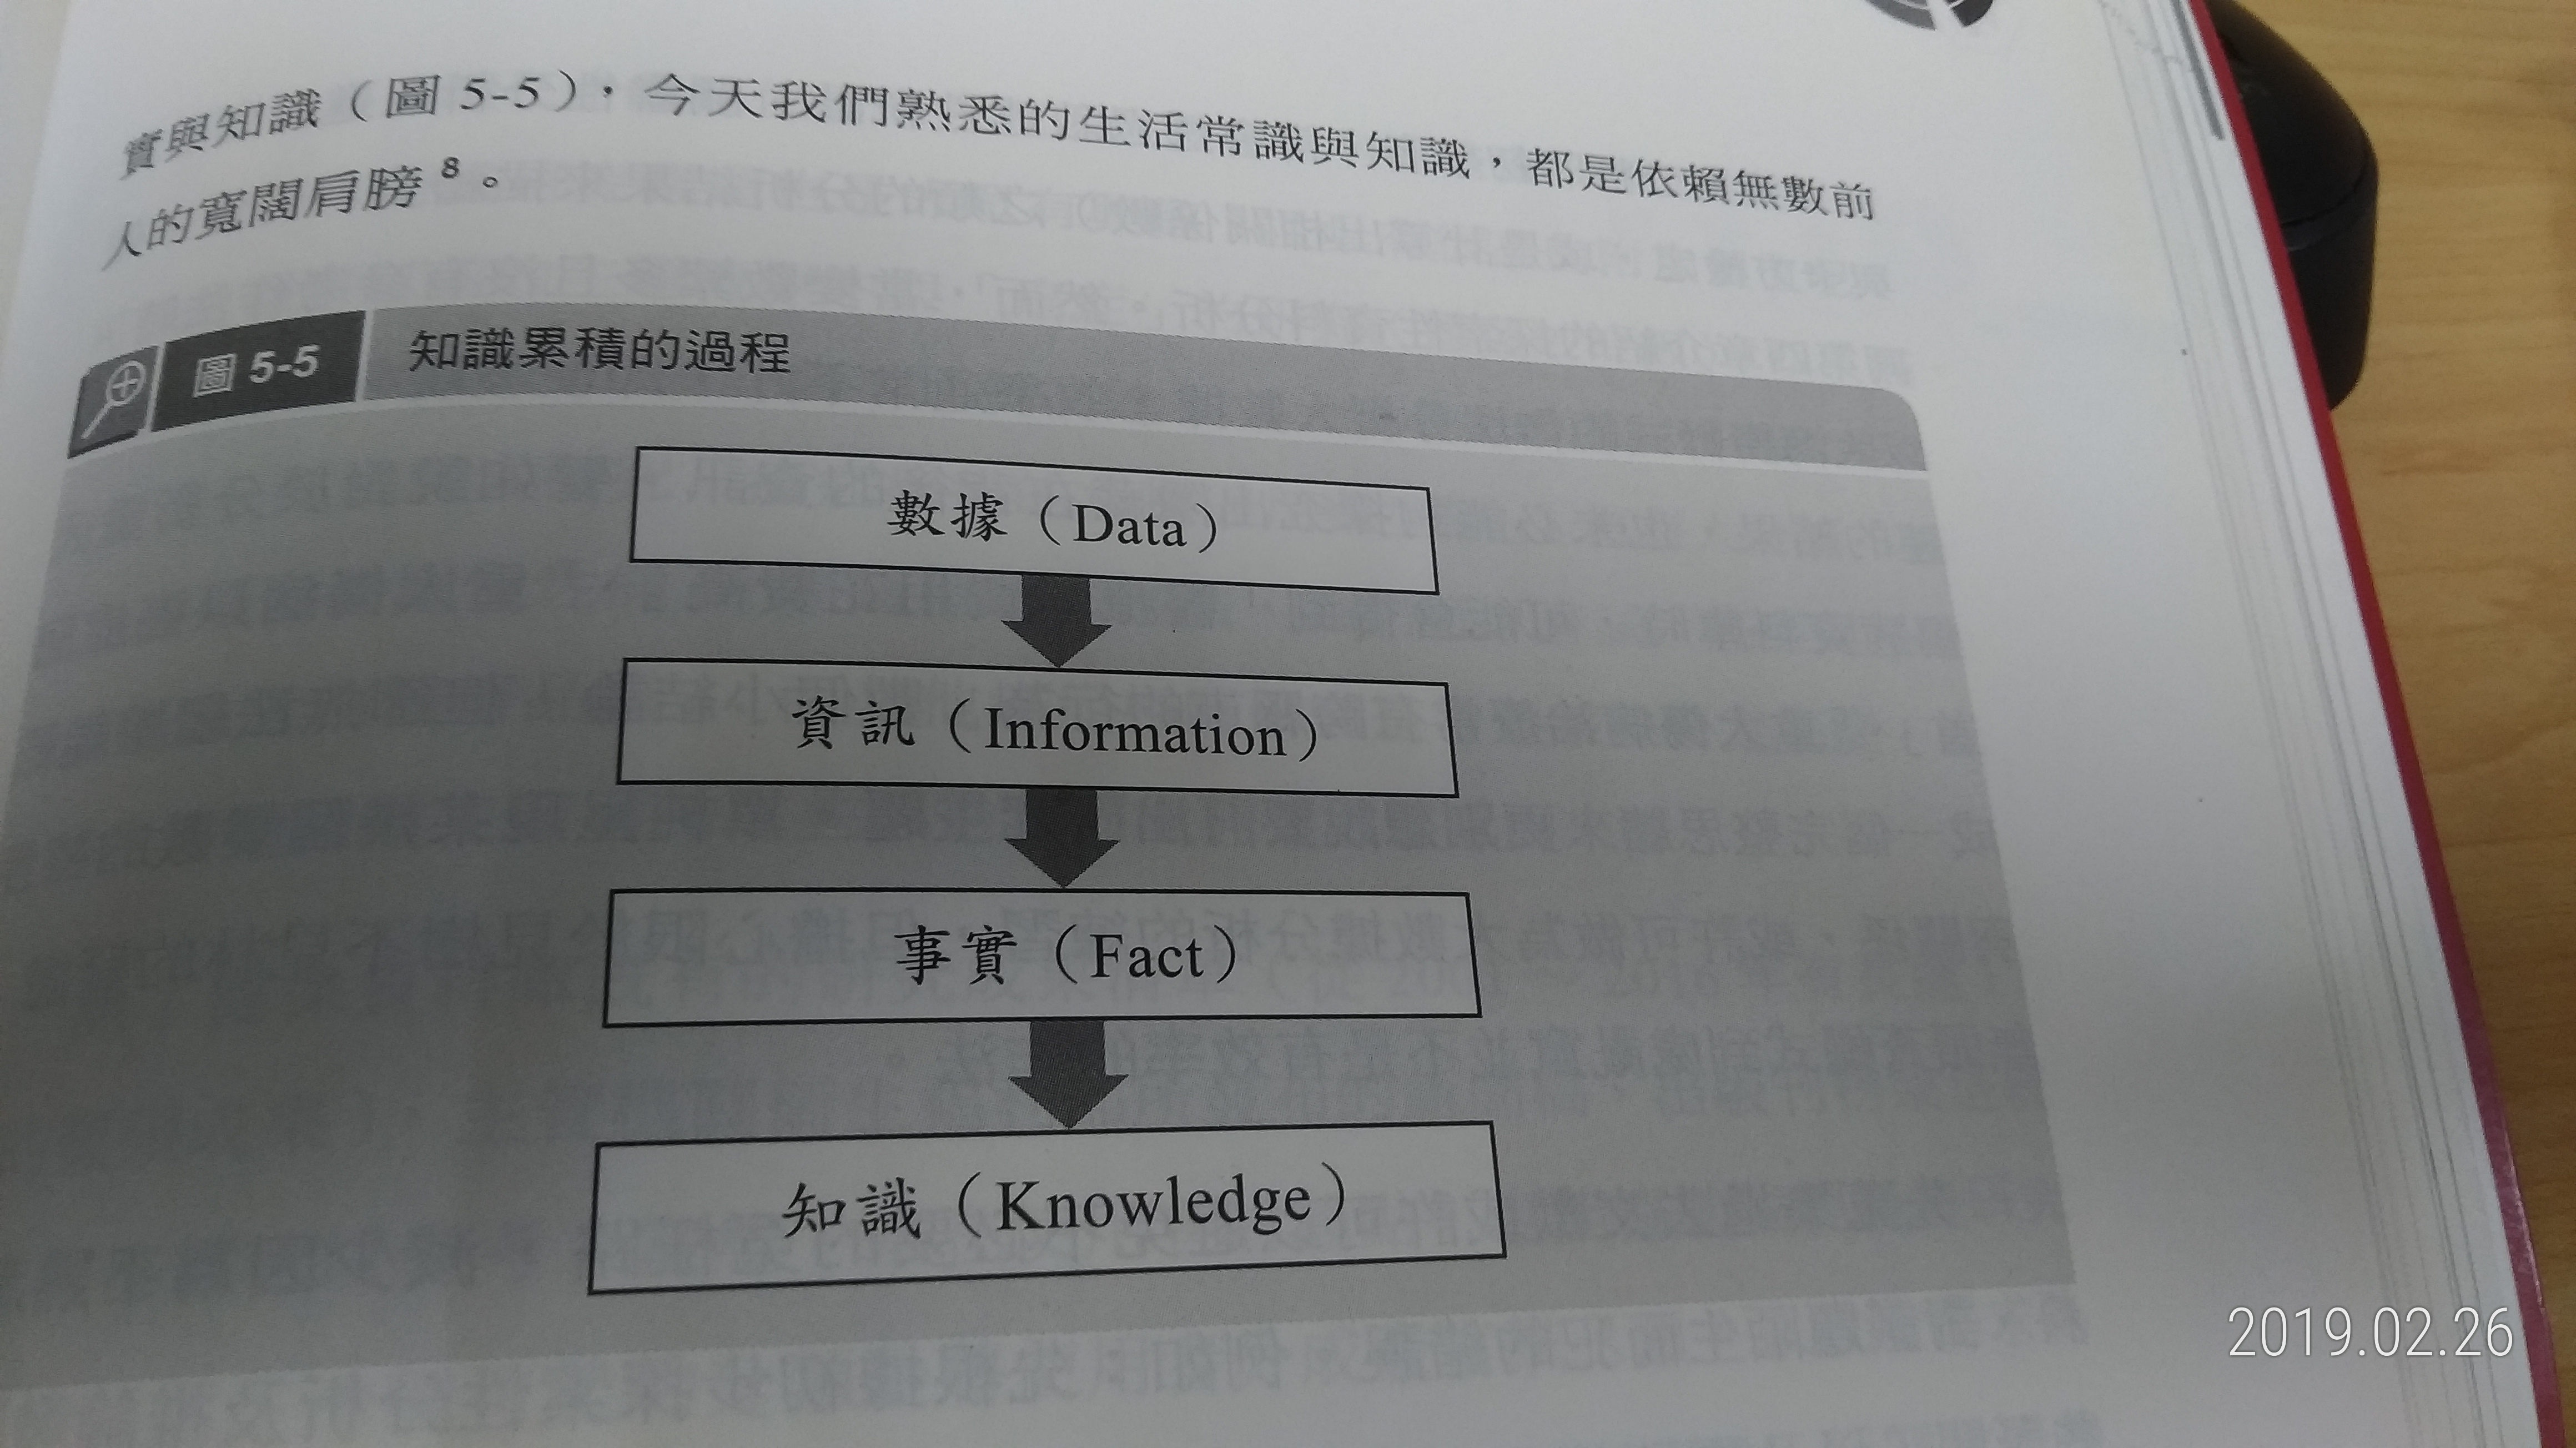 實與知識（圖 5-5），今天我們熟悉的生活常識與知識，都是依賴無數前
人的寬闊肩膀⁸。
圖 5-5 知識累積的過程
數據（Data）
資訊（Information）
事實（Fact）
知識（Knowledge）
2019.02.26